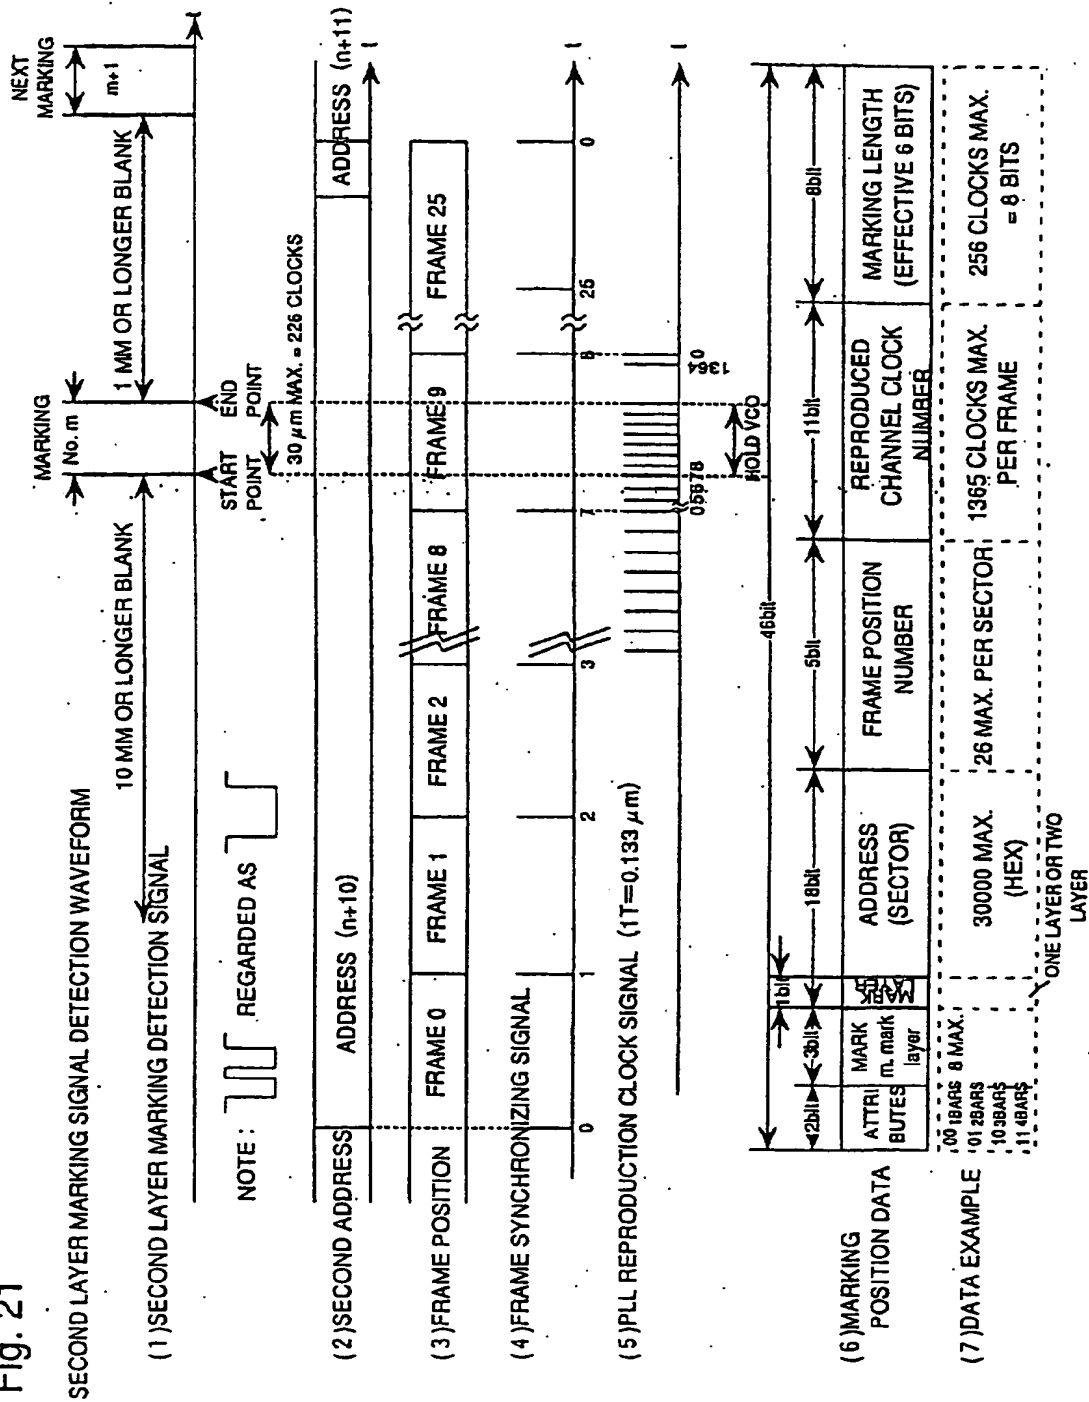 Fig. 21
SECOND LAYER MARKING SIGNAL DETECTION WAVEFORM
(1)SECOND LAYER MARKING DETECTION SIGNAL
10 MM OR LONGER BLANK
MARKING
No. m
1 MM OR LONGER BLANK
NEXT
MARKING
m+1
t
NOTE :
REGARDED AS
START
POINT
END
POINT
30 μm MAX. = 226 CLOCKS
(2)SECOND ADDRESS
ADDRESS (n+10)
ADDRESS (n+11)
t
(3)FRAME POSITION
FRAME 0
FRAME 1
FRAME 2
FRAME 8
FRAME 9
FRAME 25
(4)FRAME SYNCHRONIZING SIGNAL
0
1
2
3
7
8
25
0
t
(5)PLL REPRODUCTION CLOCK SIGNAL (1T=0.133 μm)
05678
1364
0
t
HOLD VCO
46bit
2bit
3bit
1bit
18bit
5bit
11bit
8bit
(6)MARKING
POSITION DATA
ATTRI
BUTES
MARK
m. mark
layer
MARK
LAYER
ADDRESS
(SECTOR)
FRAME POSITION
NUMBER
REPRODUCED
CHANNEL CLOCK
NUMBER
MARKING LENGTH
(EFFECTIVE 6 BITS)
(7)DATA EXAMPLE
00 1BARS
01 2BARS
10 3BARS
11 4BARS
8 MAX.
30000 MAX.
(HEX)
26 MAX. PER SECTOR
1365 CLOCKS MAX.
PER FRAME
256 CLOCKS MAX.
= 8 BITS
ONE LAYER OR TWO
LAYER